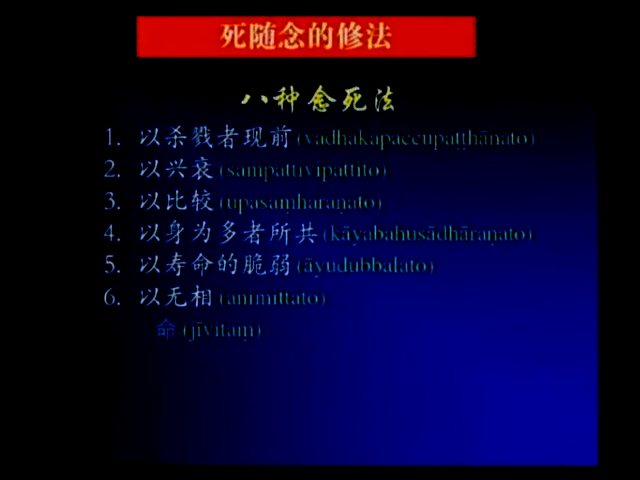 死随念的修法
八种念死法
1. 以杀戮者现前 (vadhakapaccupaṭṭhānato)
2. 以兴衰 (sampattivipattito)
3. 以比较 (upasaṃharaṇato)
4. 以身为多者所共 (kāyabahusādhāraṇato)
5. 以寿命的脆弱 (āyudubbalato)
6. 以无相 (animittato)
命 (jīvitaṃ)